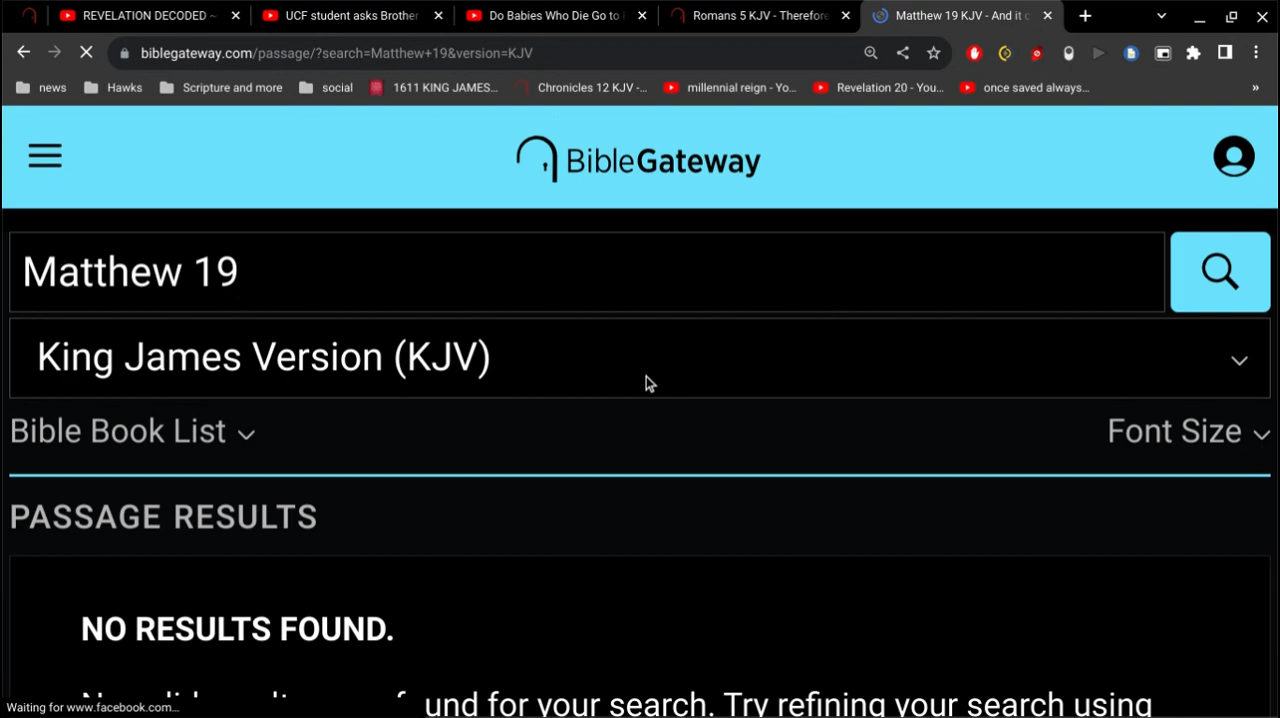 REVELATION DECODED ~
UCF student asks Brother
Do Babies Who Die Go to
Romans 5 KJV - Therefore
Matthew 19 KJV - And it c
biblegateway.com/passage/?search=Matthew+19&version=KJV
news
Hawks
Scripture and more
social
1611 KING JAMES...
Chronicles 12 KJV -...
millennial reign - Yo...
Revelation 20 - You...
once saved always...
»
BibleGateway
Matthew 19
King James Version (KJV)
Bible Book List
Font Size
PASSAGE RESULTS
NO RESULTS FOUND.
und for your search. Try refining your search using
Waiting for www.facebook.com...